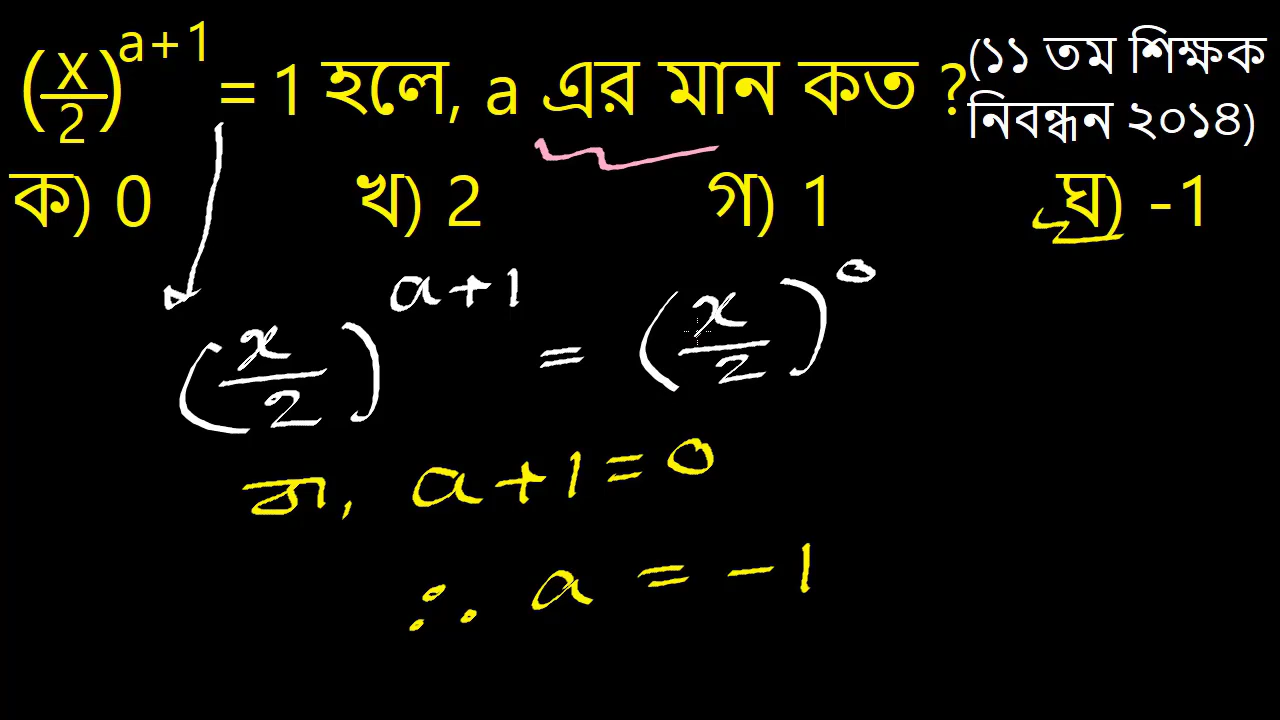 (x/2)^(a+1) = 1 হলে, a এর মান কত ? (১১ তম শিক্ষক নিবন্ধন ২০১৪)
ক) 0 খ) 2 গ) 1 ঘ) -1
(x/2)^(a+1) = (x/2)^0
বা, a+1=0
∴ a = -1